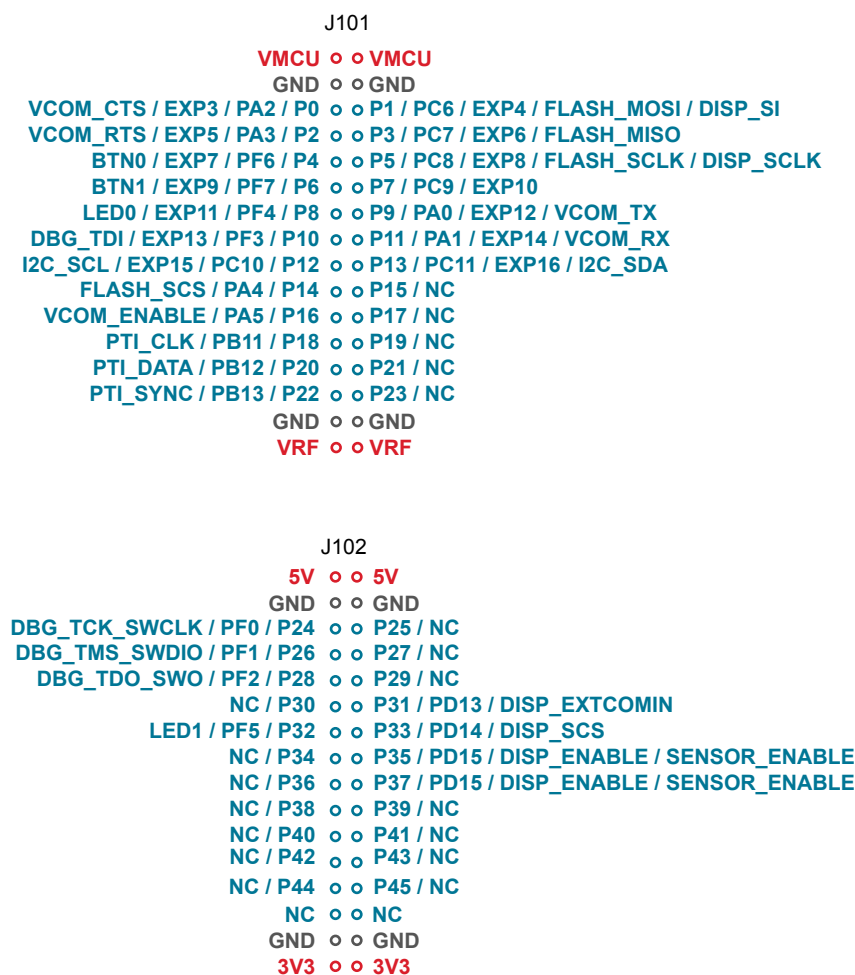 J101
VMCU VMCU
GND GND
VCOM_CTS / EXP3 / PA2 / P0 P1 / PC6 / EXP4 / FLASH_MOSI / DISP_SI
VCOM_RTS / EXP5 / PA3 / P2 P3 / PC7 / EXP6 / FLASH_MISO
BTN0 / EXP7 / PF6 / P4 P5 / PC8 / EXP8 / FLASH_SCLK / DISP_SCLK
BTN1 / EXP9 / PF7 / P6 P7 / PC9 / EXP10
LED0 / EXP11 / PF4 / P8 P9 / PA0 / EXP12 / VCOM_TX
DBG_TDI / EXP13 / PF3 / P10 P11 / PA1 / EXP14 / VCOM_RX
I2C_SCL / EXP15 / PC10 / P12 P13 / PC11 / EXP16 / I2C_SDA
FLASH_SCS / PA4 / P14 P15 / NC
VCOM_ENABLE / PA5 / P16 P17 / NC
PTI_CLK / PB11 / P18 P19 / NC
PTI_DATA / PB12 / P20 P21 / NC
PTI_SYNC / PB13 / P22 P23 / NC
GND GND
VRF VRF
J102
5V 5V
GND GND
DBG_TCK_SWCLK / PF0 / P24 P25 / NC
DBG_TMS_SWDIO / PF1 / P26 P27 / NC
DBG_TDO_SWO / PF2 / P28 P29 / NC
NC / P30 P31 / PD13 / DISP_EXTCOMIN
LED1 / PF5 / P32 P33 / PD14 / DISP_SCS
NC / P34 P35 / PD15 / DISP_ENABLE / SENSOR_ENABLE
NC / P36 P37 / PD15 / DISP_ENABLE / SENSOR_ENABLE
NC / P38 P39 / NC
NC / P40 P41 / NC
NC / P42 P43 / NC
NC / P44 P45 / NC
NC NC
GND GND
3V3 3V3